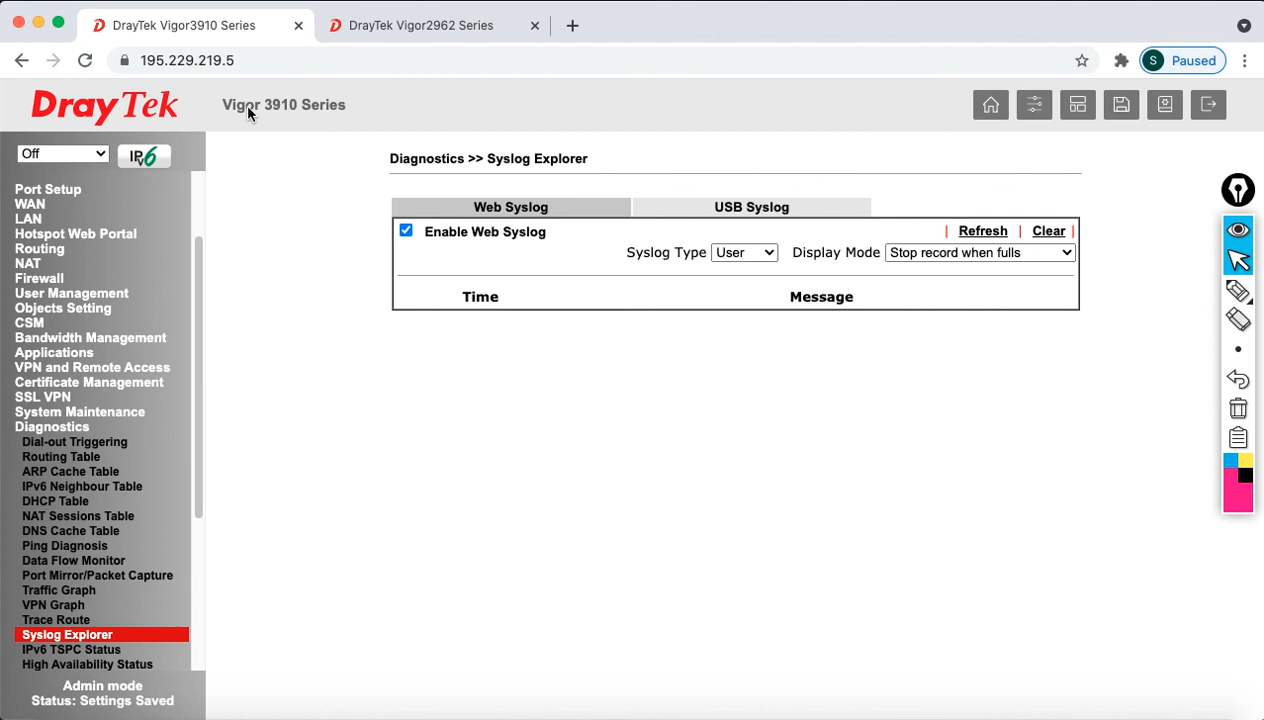 DrayTek Vigor3910 Series
DrayTek Vigor2962 Series
195.229.219.5
S Paused
DrayTek
Vigor 3910 Series
Off
IPv6
Port Setup
WAN
LAN
Hotspot Web Portal
Routing
NAT
Firewall
User Management
Objects Setting
CSM
Bandwidth Management
Applications
VPN and Remote Access
Certificate Management
SSL VPN
System Maintenance
Diagnostics
Dial-out Triggering
Routing Table
ARP Cache Table
IPv6 Neighbour Table
DHCP Table
NAT Sessions Table
DNS Cache Table
Ping Diagnosis
Data Flow Monitor
Port Mirror/Packet Capture
Traffic Graph
VPN Graph
Trace Route
Syslog Explorer
IPv6 TSPC Status
High Availability Status
Admin mode
Status: Settings Saved
Diagnostics >> Syslog Explorer
Web Syslog
USB Syslog
Enable Web Syslog
| Refresh | Clear |
Syslog Type User
Display Mode Stop record when fulls
Time
Message